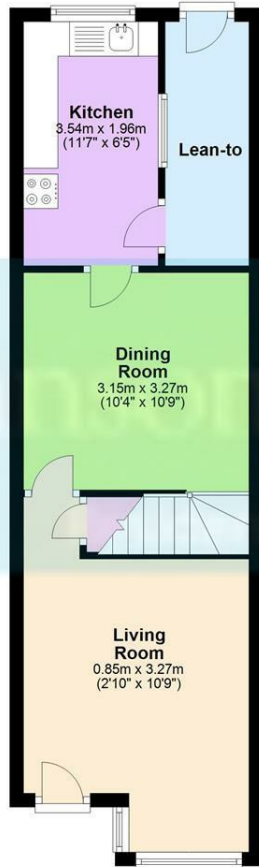 Kitchen
3.54m x 1.96m
(11'7" x 6'5")
Lean-to
Dining
Room
3.15m x 3.27m
(10'4" x 10'9")
Living
Room
0.85m x 3.27m
(2'10" x 10'9")